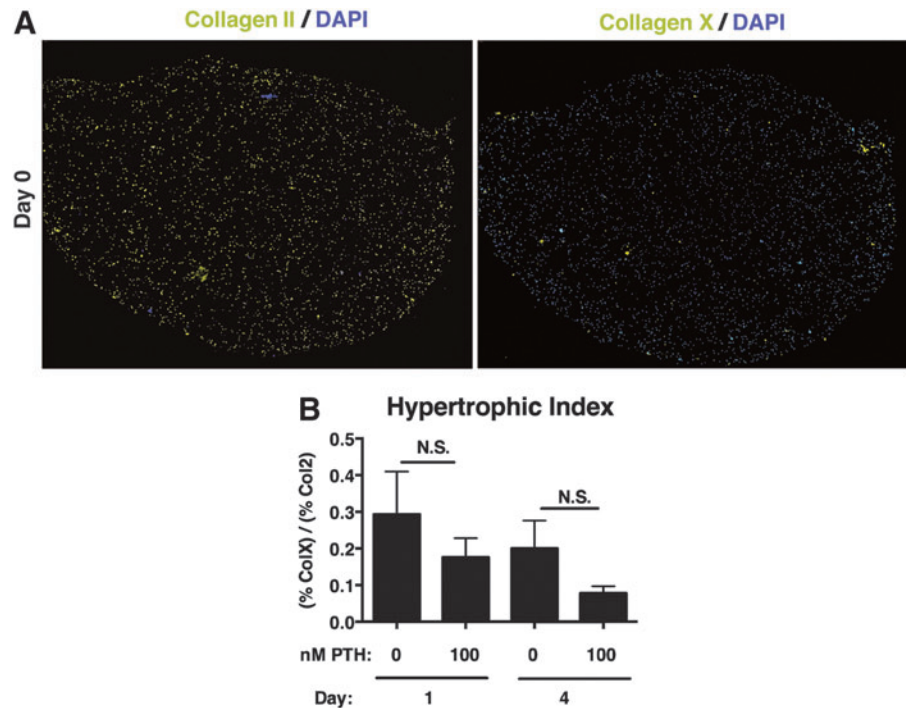 A
Collagen II / DAPI
Collagen X / DAPI
Day 0
B
Hypertrophic Index
(% ColX) / (% Col2)
0.5
0.4
0.3
0.2
0.1
0.0
N.S.
N.S.
nM PTH: 0 100 0 100
Day: 1 4